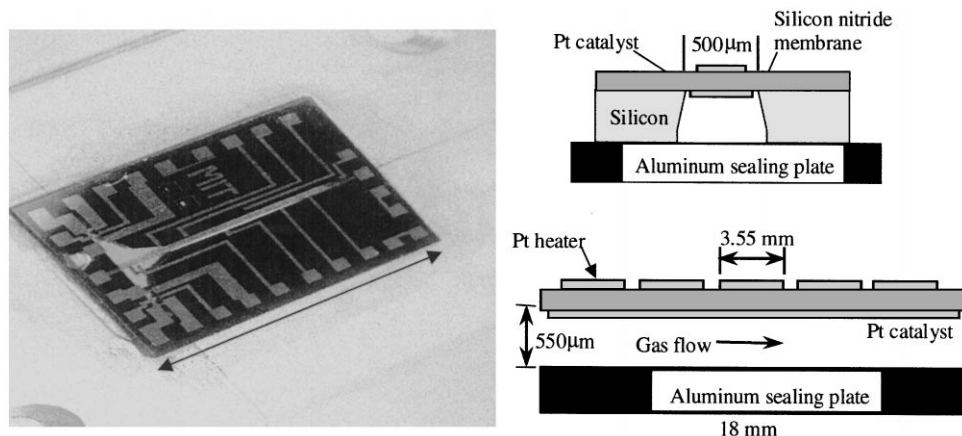 MIT
Pt catalyst
500μm
Silicon nitride
membrane
Silicon
Aluminum sealing plate
Pt heater
3.55 mm
Pt catalyst
550μm
Gas flow
Aluminum sealing plate
18 mm